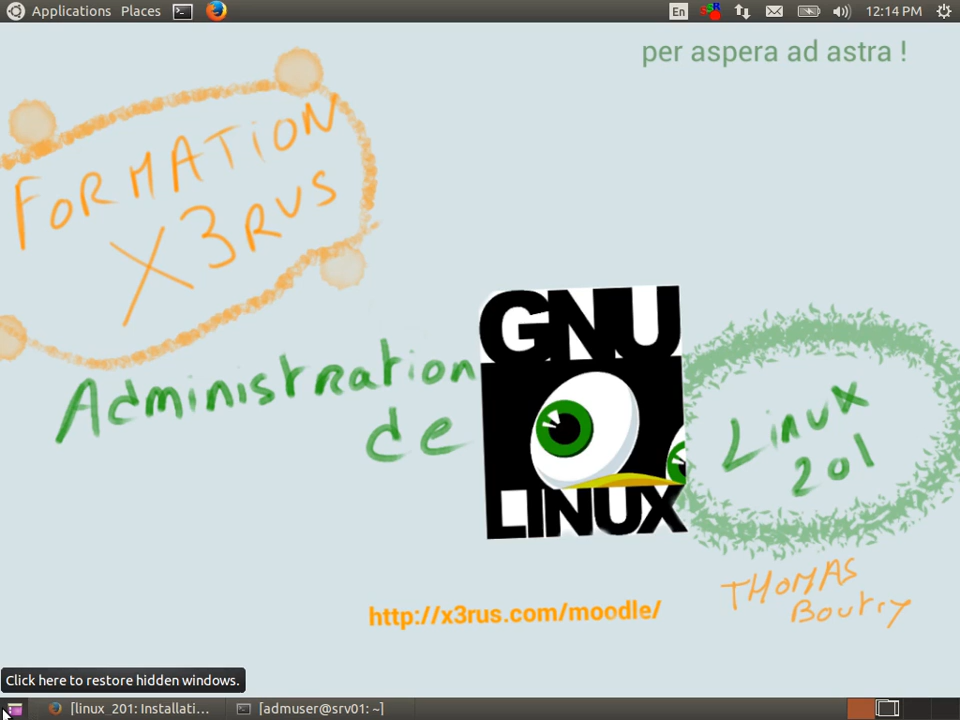 Applications Places
En
12:14 PM
per aspera ad astra !
FORMATION
X3RUS
Administration
de
GNU
LINUX
Linux
201
THOMAS
Boutry
http://x3rus.com/moodle/
Click here to restore hidden windows.
[linux_201: Installati...
[admuser@srv01: ~]